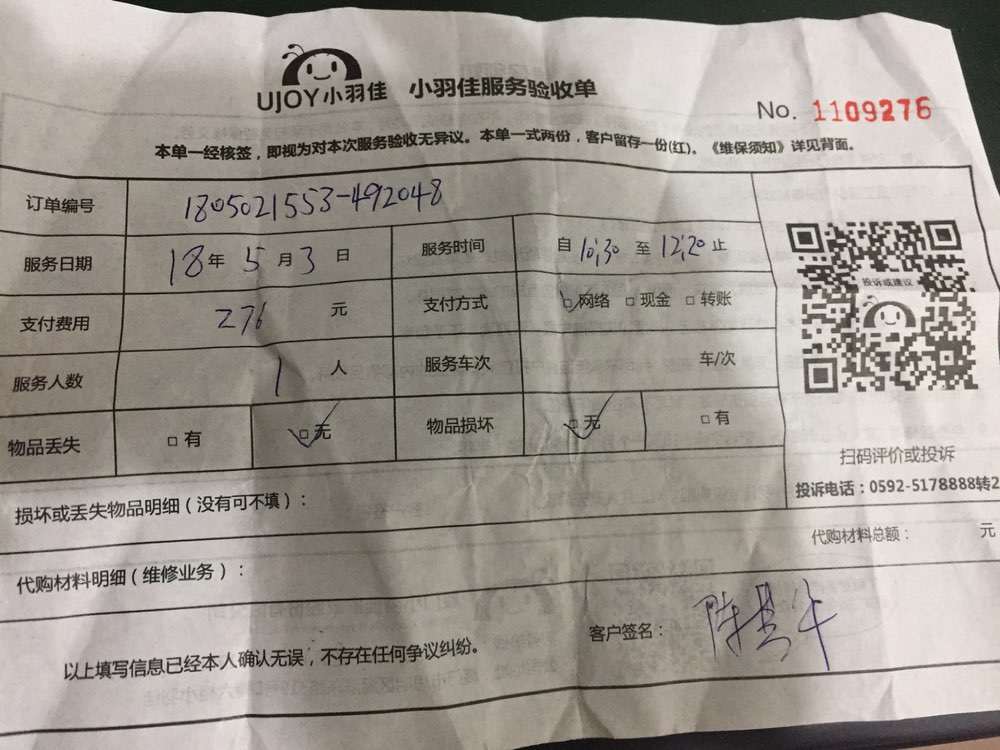 UJOY小羽佳 小羽佳服务验收单
No. 1109276
本单一经核签，即视为对本次服务验收无异议。本单一式两份，客户留存一份(红)。《维保须知》详见背面。
订单编号 1805021553-492048
服务日期 18年5月3日 服务时间 自10:30至12:20止
支付费用 276 元 支付方式 ☑网络 □现金 □转账
服务人数 1 人 服务车次 车/次
物品丢失 □有 ☑无 物品损坏 ☑无 □有
投诉或建议
扫码评价或投诉
投诉电话：0592-5178888转2
损坏或丢失物品明细（没有可不填）：
代购材料明细（维修业务）： 代购材料总额： 元
以上填写信息已经本人确认无误，不存在任何争议纠纷。 客户签名：